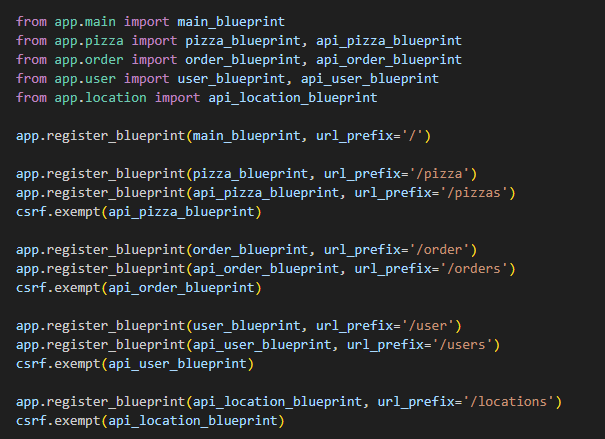 from app.main import main_blueprint
from app.pizza import pizza_blueprint, api_pizza_blueprint
from app.order import order_blueprint, api_order_blueprint
from app.user import user_blueprint, api_user_blueprint
from app.location import api_location_blueprint

app.register_blueprint(main_blueprint, url_prefix='/')

app.register_blueprint(pizza_blueprint, url_prefix='/pizza')
app.register_blueprint(api_pizza_blueprint, url_prefix='/pizzas')
csrf.exempt(api_pizza_blueprint)

app.register_blueprint(order_blueprint, url_prefix='/order')
app.register_blueprint(api_order_blueprint, url_prefix='/orders')
csrf.exempt(api_order_blueprint)

app.register_blueprint(user_blueprint, url_prefix='/user')
app.register_blueprint(api_user_blueprint, url_prefix='/users')
csrf.exempt(api_user_blueprint)

app.register_blueprint(api_location_blueprint, url_prefix='/locations')
csrf.exempt(api_location_blueprint)